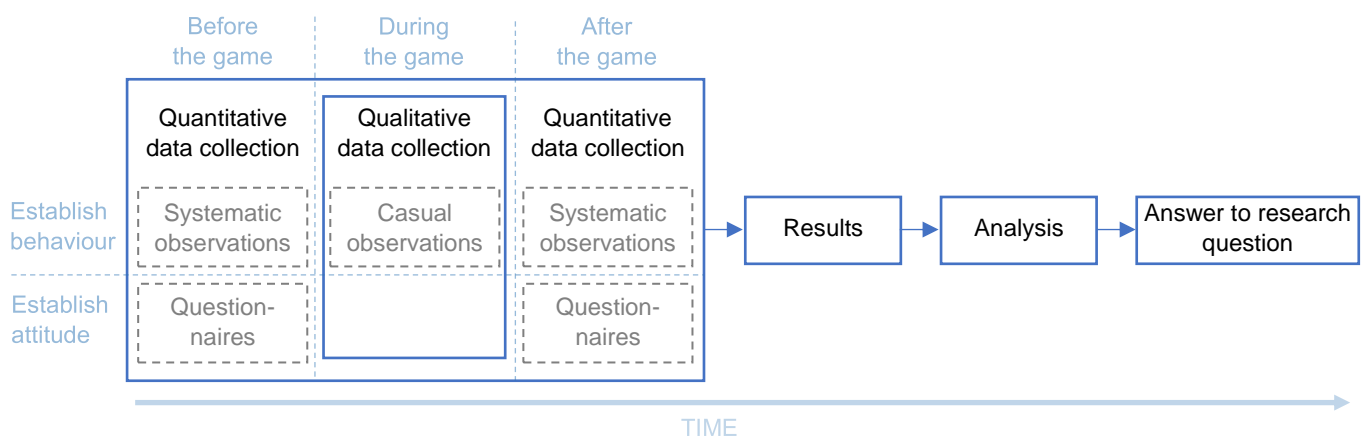 Before
the game
During
the game
After
the game
Quantitative
data collection
Qualitative
data collection
Quantitative
data collection
Establish
behaviour
Systematic
observations
Casual
observations
Systematic
observations
Results
Analysis
Answer to research
question
Establish
attitude
Question-
naires
Question-
naires
TIME